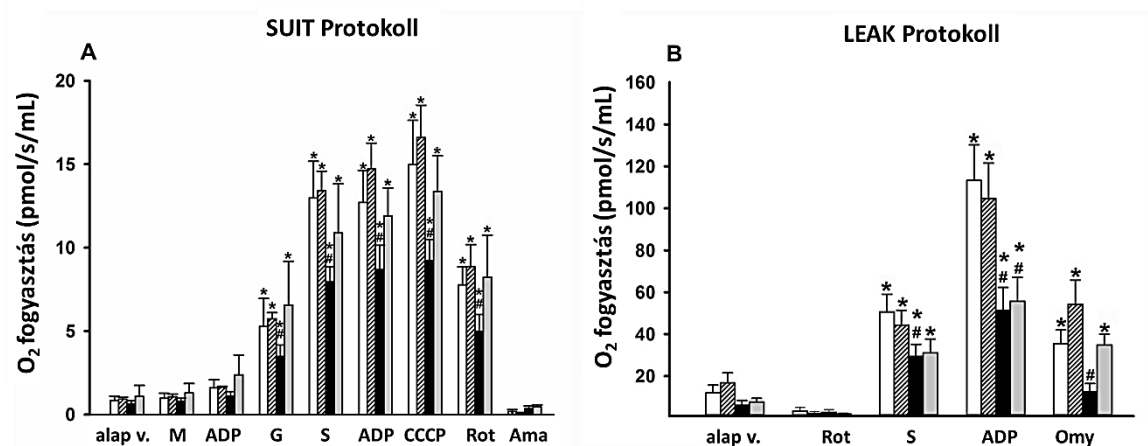 SUIT Protokoll
A
O₂ fogyasztás (pmol/s/mL)
20
15
10
5
0
alap v. M ADP G S ADP CCCP Rot Ama
* * * # *
* * * # *
* * * # *
* * * # *
* * * # *
LEAK Protokoll
B
O₂ fogyasztás (pmol/s/mL)
160
140
120
100
80
60
40
20
alap v. Rot S ADP Omy
* * * # *
* * * # * #
* * # *